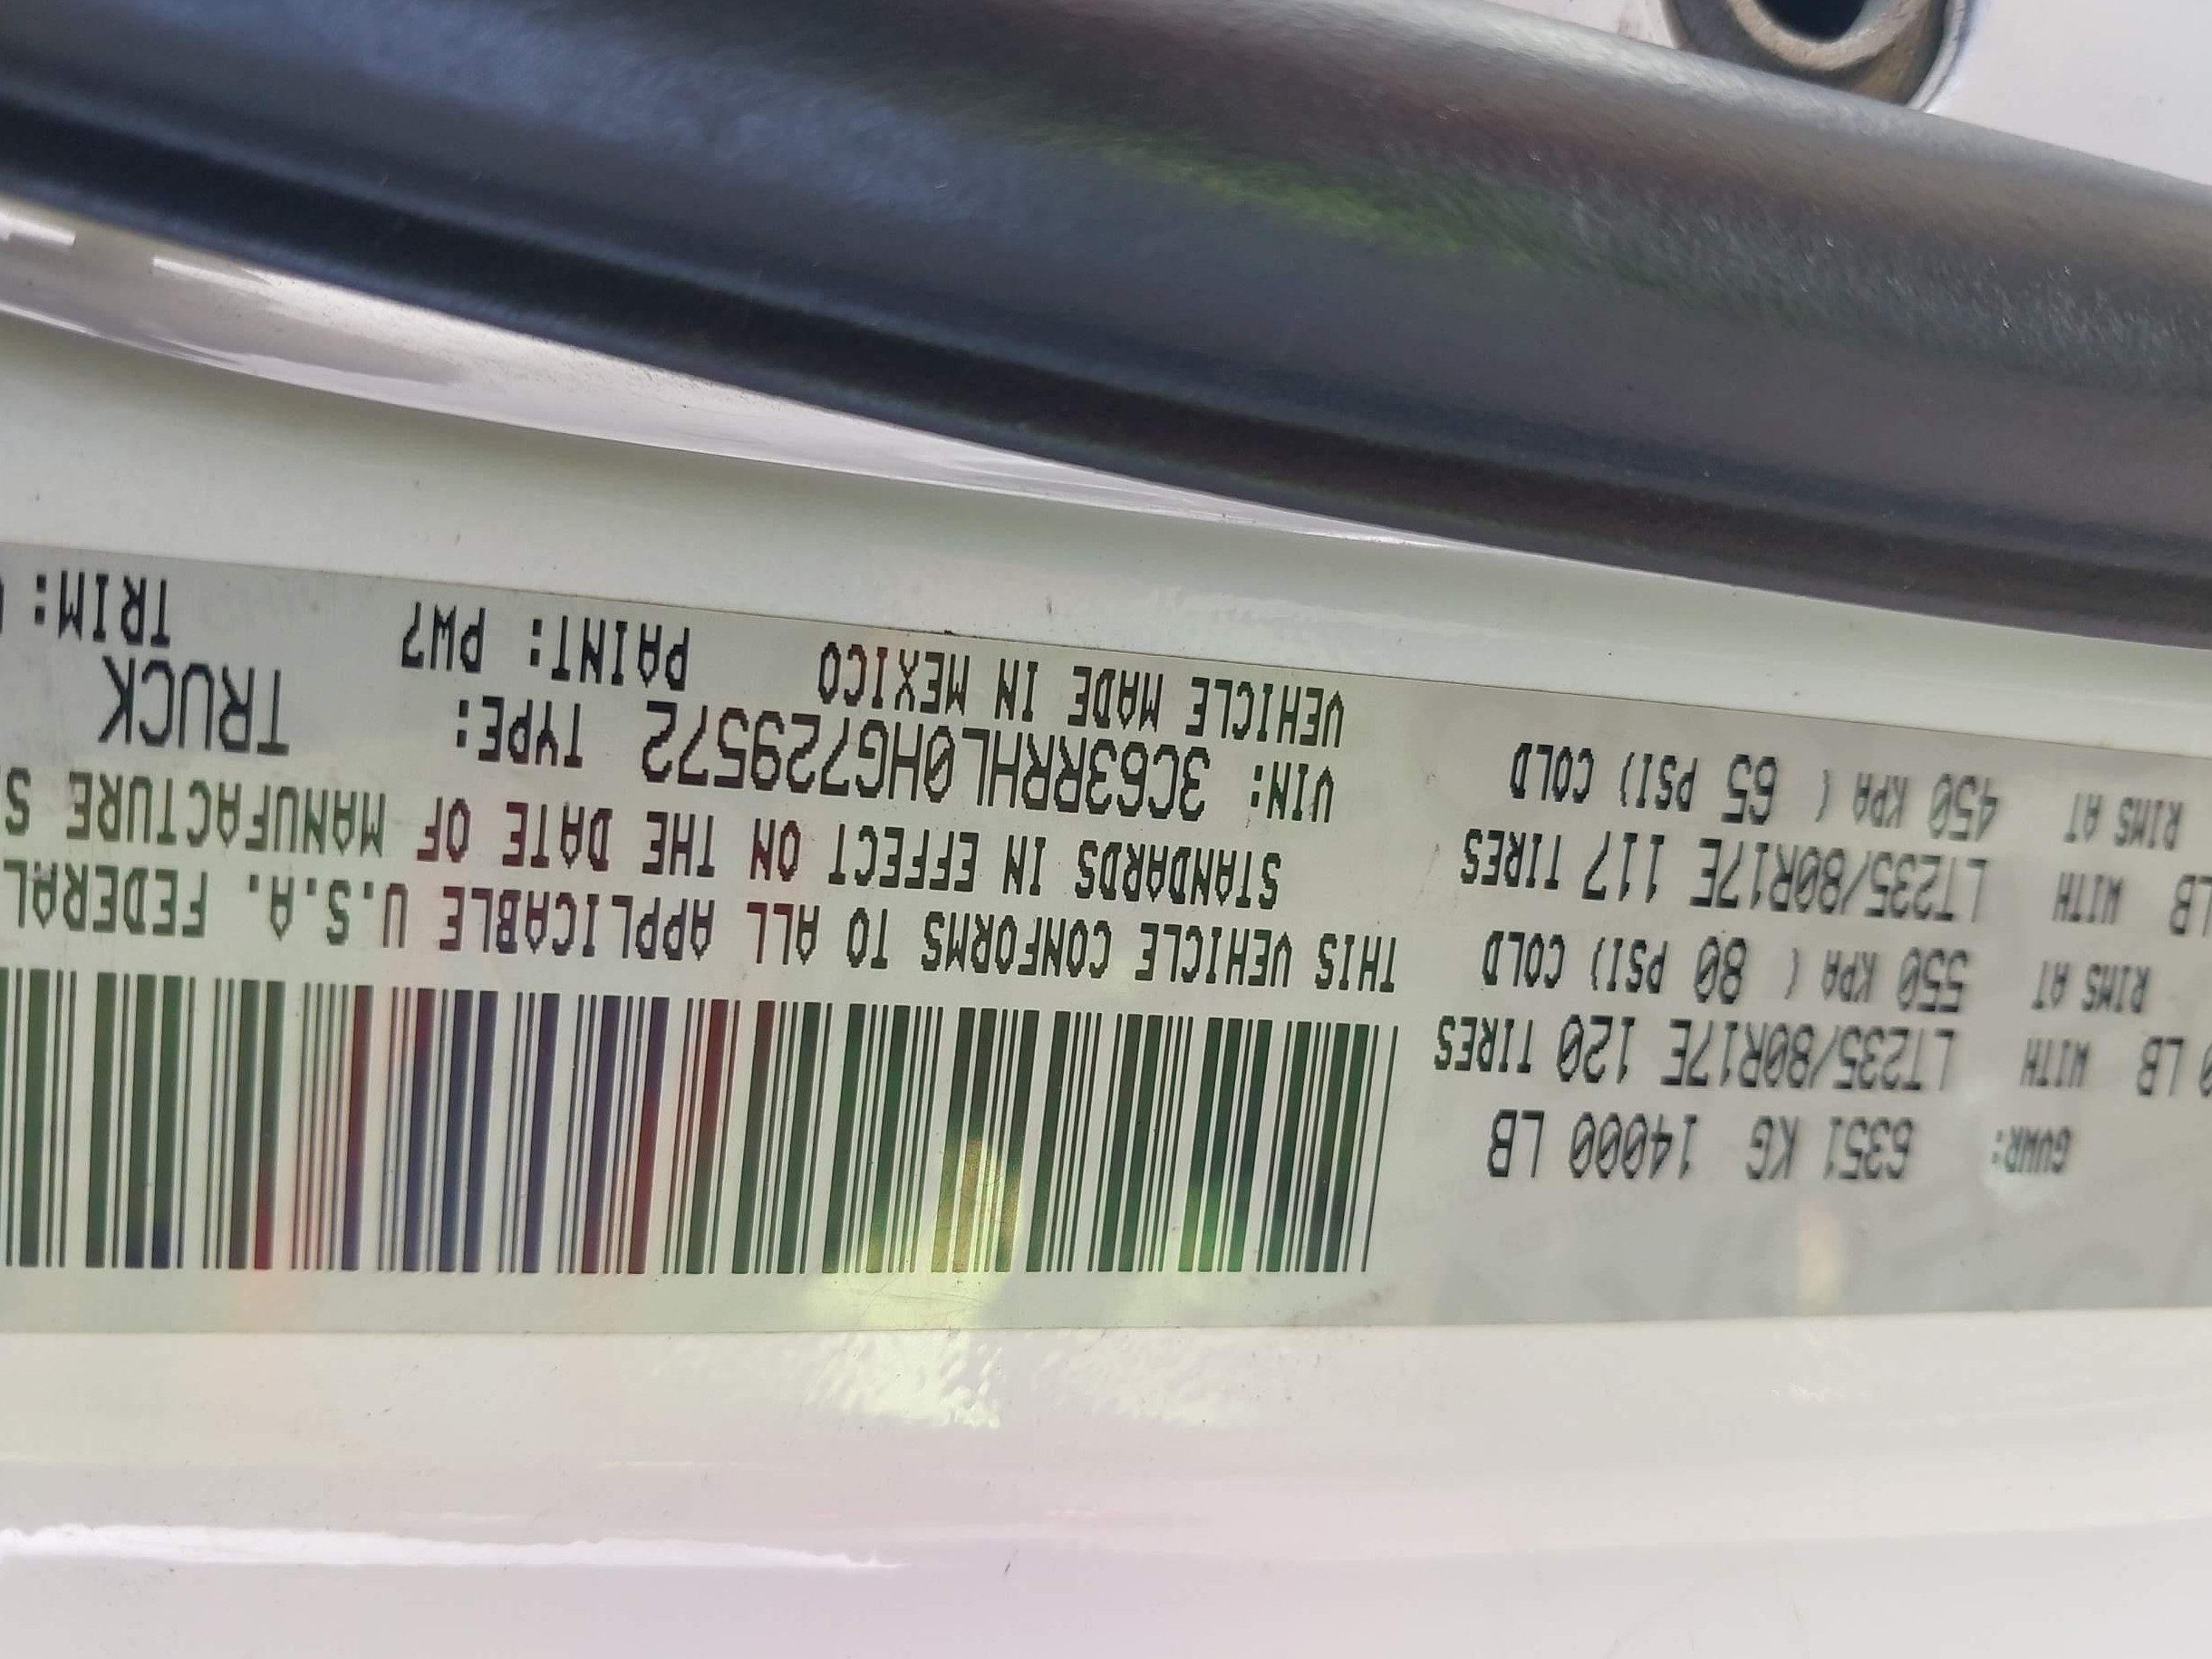 GVWR: 6351 KG 14000 LB
LB WITH LT235/80R17E 120 TIRES
RIMS AT 550 KPA ( 80 PSI) COLD
LB WITH LT235/80R17E 117 TIRES
RIMS AT 450 KPA ( 65 PSI) COLD
THIS VEHICLE CONFORMS TO ALL APPLICABLE U.S.A. FEDERAL
STANDARDS IN EFFECT ON THE DATE OF MANUFACTURE
VIN: 3C63RRHL0HG729572 TYPE: TRUCK
VEHICLE MADE IN MEXICO PAINT: PW7 TRIM: